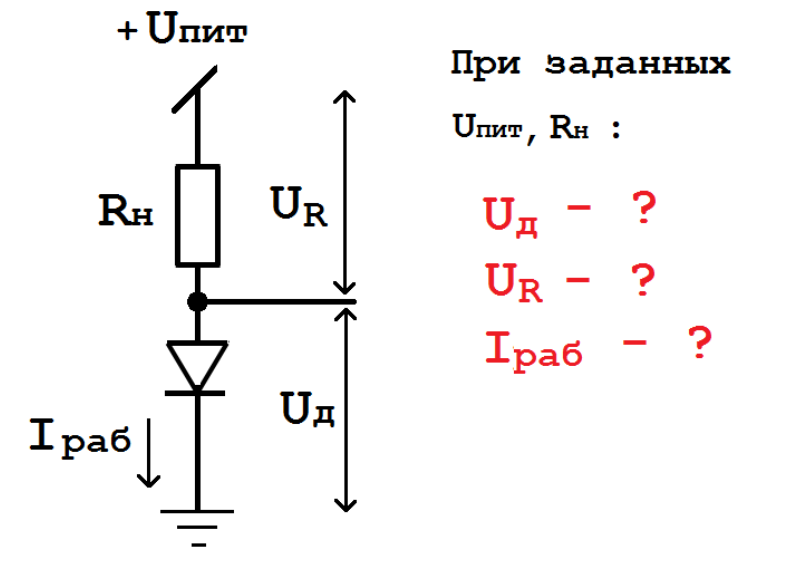 +Uпит
Rн
UR
Iраб
Uд
При заданных
Uпит, Rн :
Uд - ?
UR - ?
Iраб - ?